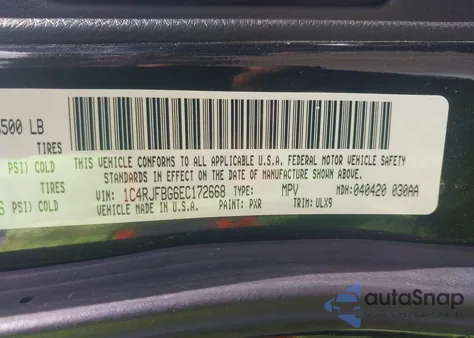 500 LB
TIRES
PSI) COLD
TIRES
PSI) COLD
THIS VEHICLE CONFORMS TO ALL APPLICABLE U.S.A. FEDERAL MOTOR VEHICLE SAFETY
STANDARDS IN EFFECT ON THE DATE OF MANUFACTURE SHOWN ABOVE.
VIN: 1C4RJFBG6EC172668 TYPE: MPV MDH: 040420 030AA
VEHICLE MADE IN U.S.A. PAINT: PXR TRIM: ULX9
autoSnap